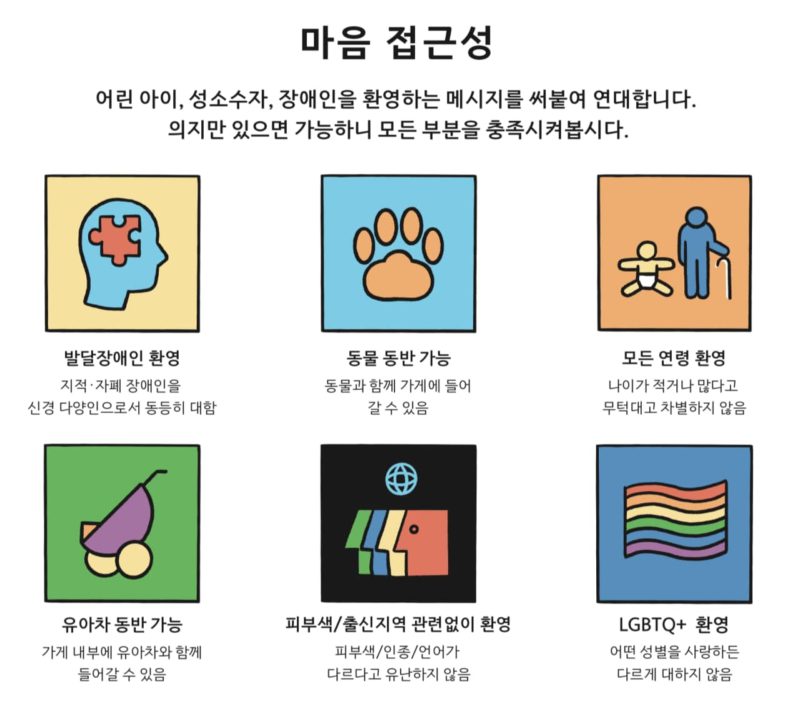 마음 접근성
어린 아이, 성소수자, 장애인을 환영하는 메시지를 써붙여 연대합니다.
의지만 있으면 가능하니 모든 부분을 충족시켜봅시다.
발달장애인 환영
지적·자폐 장애인을
신경 다양인으로서 동등히 대함
동물 동반 가능
동물과 함께 가게에 들어
갈 수 있음
모든 연령 환영
나이가 적거나 많다고
무턱대고 차별하지 않음
유아차 동반 가능
가게 내부에 유아차와 함께
들어갈 수 있음
피부색/출신지역 관련없이 환영
피부색/인종/언어가
다르다고 유난하지 않음
LGBTQ+ 환영
어떤 성별을 사랑하든
다르게 대하지 않음